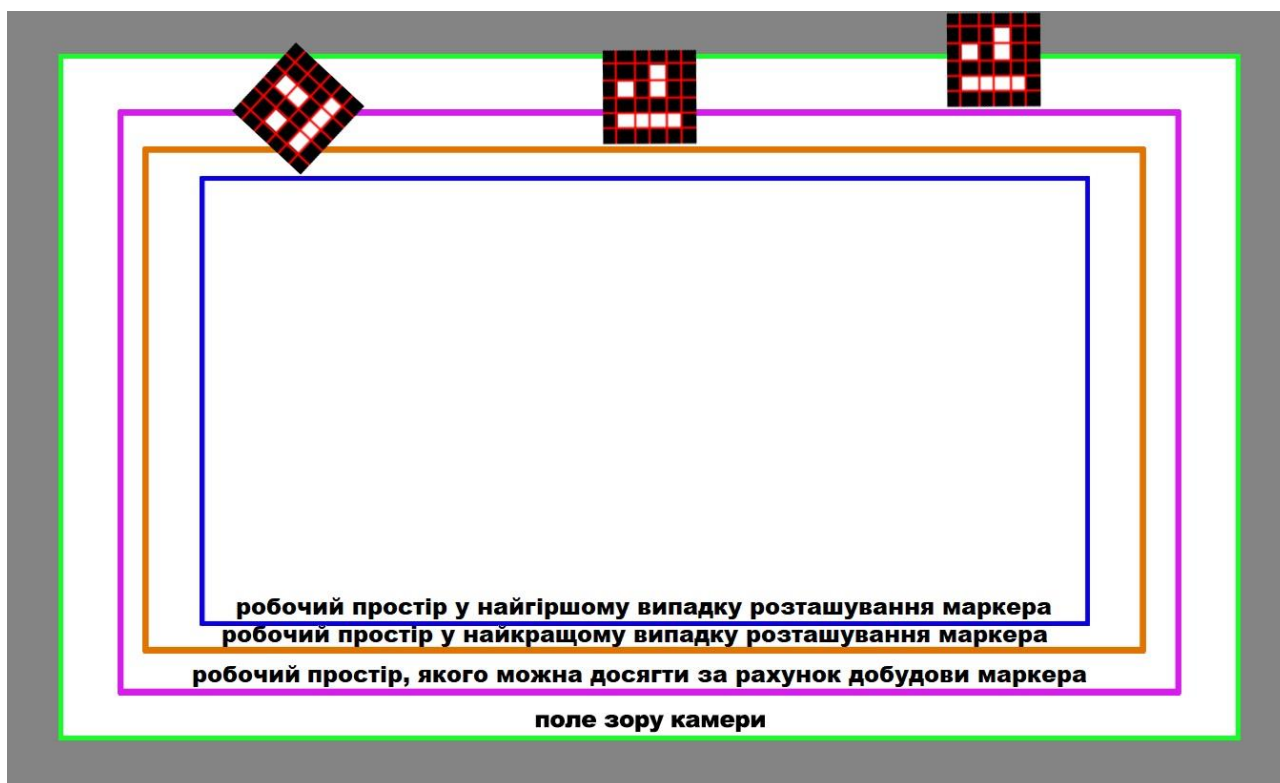 робочий простір у найгіршому випадку розташування маркера
робочий простір у найкращому випадку розташування маркера
робочий простір, якого можна досягти за рахунок добудови маркера
поле зору камери